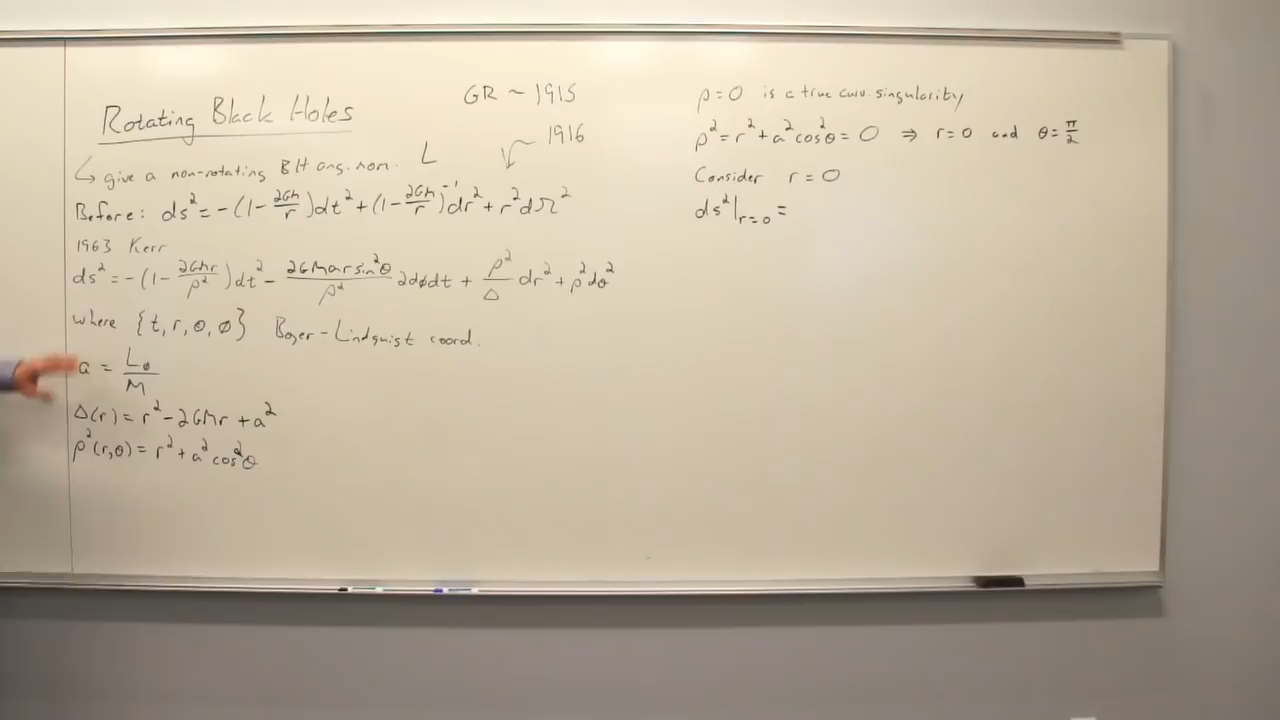 Rotating Black Holes
GR ~ 1915
1916
↳ give a non-rotating BH ang. mom. L
Before: ds² = -(1 - 2GM/r)dt² + (1 - 2GM/r)⁻¹dr² + r²dΩ²
1963 Kerr
ds² = -(1 - 2GMr/ρ²)dt² - 2GMar sin²θ/ρ² 2dφdt + ρ²/Δ dr² + ρ²dθ²
where {t, r, θ, φ} Boyer-Lindquist coord.
a = Lφ/M
Δ(r) = r² - 2GMr + a²
ρ²(r,θ) = r² + a²cos²θ
ρ = 0 is a true curv. singularity
ρ² = r² + a²cos²θ = 0 ⇒ r = 0 and θ = π/2
Consider r = 0
ds²|r=0 =